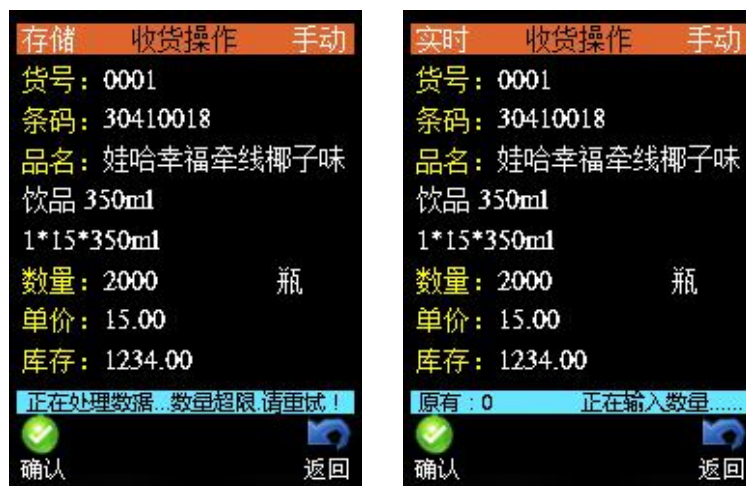 存储 收货操作 手动
货号：0001
条码：30410018
品名：娃哈幸福牵线椰子味
饮品 350ml
1*15*350ml
数量：2000 瓶
单价：15.00
库存：1234.00
正在处理数据...数量超限.请重试！
确认 返回
实时 收货操作 手动
货号：0001
条码：30410018
品名：娃哈幸福牵线椰子味
饮品 350ml
1*15*350ml
数量：2000 瓶
单价：15.00
库存：1234.00
原有：0 正在输入数量......
确认 返回